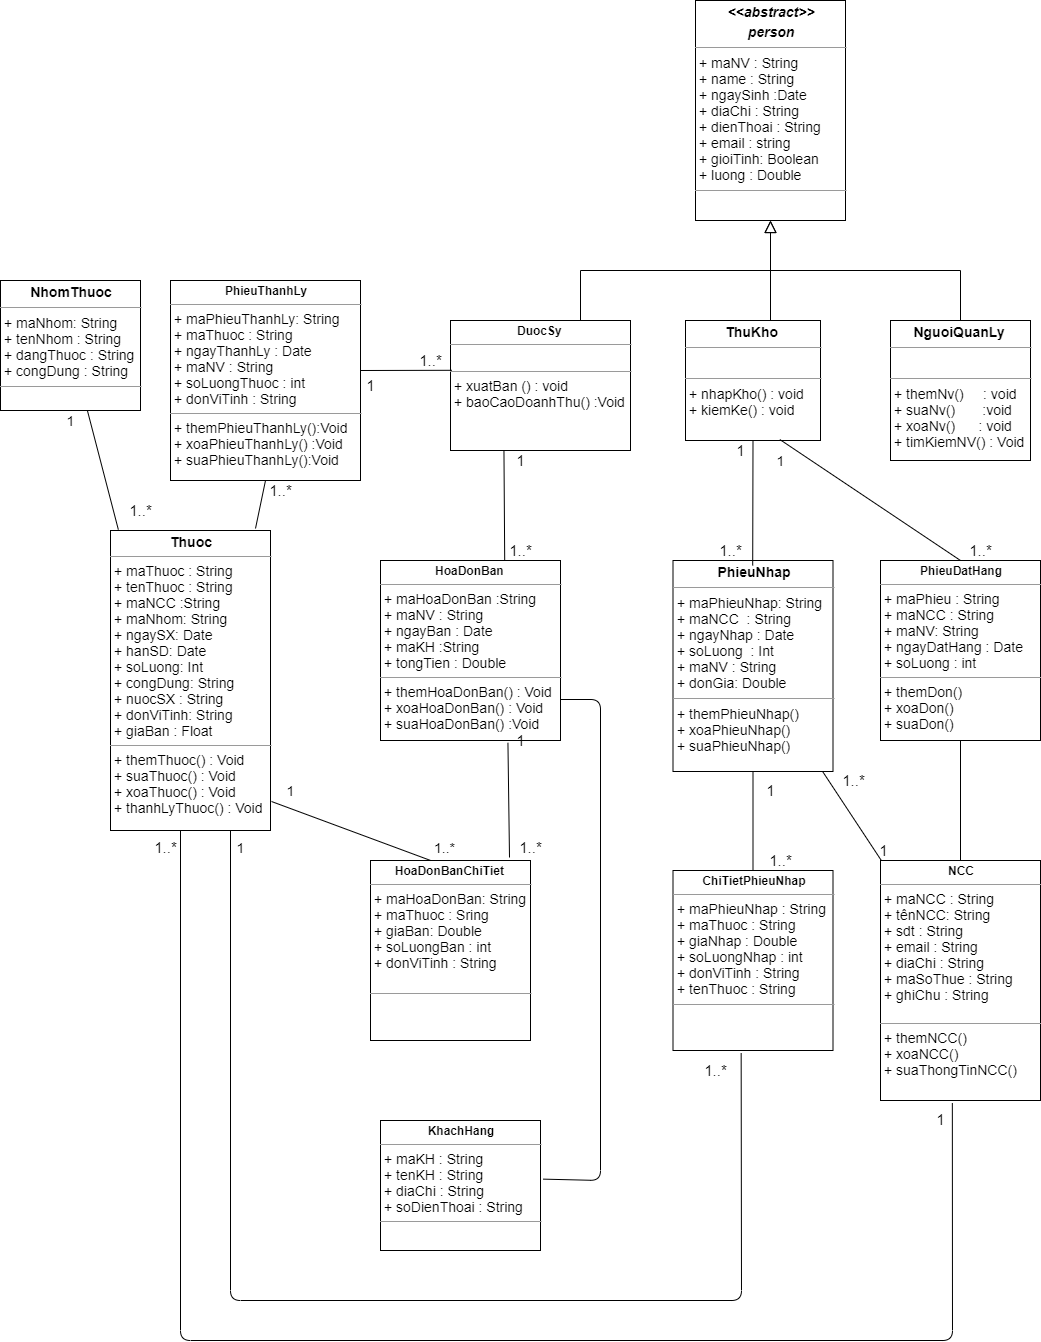 <<abstract>>
person
+ maNV : String
+ name : String
+ ngaySinh :Date
+ diaChi : String
+ dienThoai : String
+ email : string
+ gioiTinh: Boolean
+ luong : Double
NhomThuoc
+ maNhom: String
+ tenNhom : String
+ dangThuoc : String
+ congDung : String
1
1..*
PhieuThanhLy
+ maPhieuThanhLy: String
+ maThuoc : String
+ ngayThanhLy : Date
+ maNV : String
+ soLuongThuoc : int
+ donViTinh : String
+ themPhieuThanhLy():Void
+ xoaPhieuThanhLy() :Void
+ suaPhieuThanhLy():Void
1..*
1
1..*
DuocSy
+ xuatBan () : void
+ baoCaoDoanhThu() :Void
1
1..*
ThuKho
+ nhapKho() : void
+ kiemKe() : void
1
1
1..*
1..*
NguoiQuanLy
+ themNv() : void
+ suaNv() :void
+ xoaNv() : void
+ timKiemNV() : Void
Thuoc
+ maThuoc : String
+ tenThuoc : String
+ maNCC :String
+ maNhom: String
+ ngaySX: Date
+ hanSD: Date
+ soLuong: Int
+ congDung: String
+ nuocSX : String
+ donViTinh: String
+ giaBan : Float
+ themThuoc() : Void
+ suaThuoc() : Void
+ xoaThuoc() : Void
+ thanhLyThuoc() : Void
1
1..*
1..*
1
HoaDonBan
+ maHoaDonBan :String
+ maNV : String
+ ngayBan : Date
+ maKH :String
+ tongTien : Double
+ themHoaDonBan() : Void
+ xoaHoaDonBan() : Void
+ suaHoaDonBan() :Void
1
1..*
PhieuNhap
+ maPhieuNhap: String
+ maNCC : String
+ ngayNhap : Date
+ soLuong : Int
+ maNV : String
+ donGia: Double
+ themPhieuNhap()
+ xoaPhieuNhap()
+ suaPhieuNhap()
1
1..*
1..*
1
PhieuDatHang
+ maPhieu : String
+ maNCC : String
+ maNV: String
+ ngayDatHang : Date
+ soLuong : int
+ themDon()
+ xoaDon()
+ suaDon()
HoaDonBanChiTiet
+ maHoaDonBan: String
+ maThuoc : Sring
+ giaBan: Double
+ soLuongBan : int
+ donViTinh : String
ChiTietPhieuNhap
+ maPhieuNhap : String
+ maThuoc : String
+ giaNhap : Double
+ soLuongNhap : int
+ donViTinh : String
+ tenThuoc : String
1..*
NCC
+ maNCC : String
+ tênNCC: String
+ sdt : String
+ email : String
+ diaChi : String
+ maSoThue : String
+ ghiChu : String
+ themNCC()
+ xoaNCC()
+ suaThongTinNCC()
1
KhachHang
+ maKH : String
+ tenKH : String
+ diaChi : String
+ soDienThoai : String